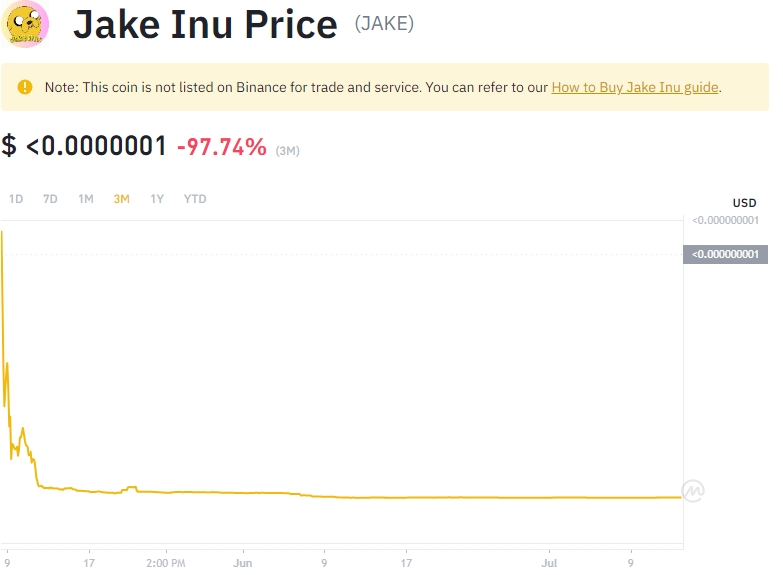 Jake Inu Price (JAKE)
Note: This coin is not listed on Binance for trade and service. You can refer to our How to Buy Jake Inu guide.
$ <0.0000001 -97.74% (3M)
1D 7D 1M 3M 1Y YTD
USD
<0.000000001
<0.000000001
9 17 2:00 PM Jun 9 17 Jul 9